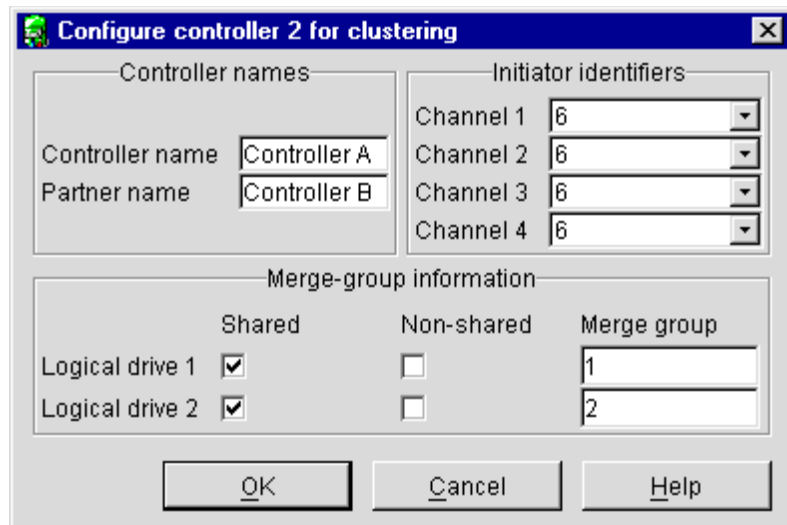 Configure controller 2 for clustering
Controller names
Controller name Controller A
Partner name Controller B
Initiator identifiers
Channel 1 6
Channel 2 6
Channel 3 6
Channel 4 6
Merge-group information
Shared Non-shared Merge group
Logical drive 1 1
Logical drive 2 2
OK Cancel Help